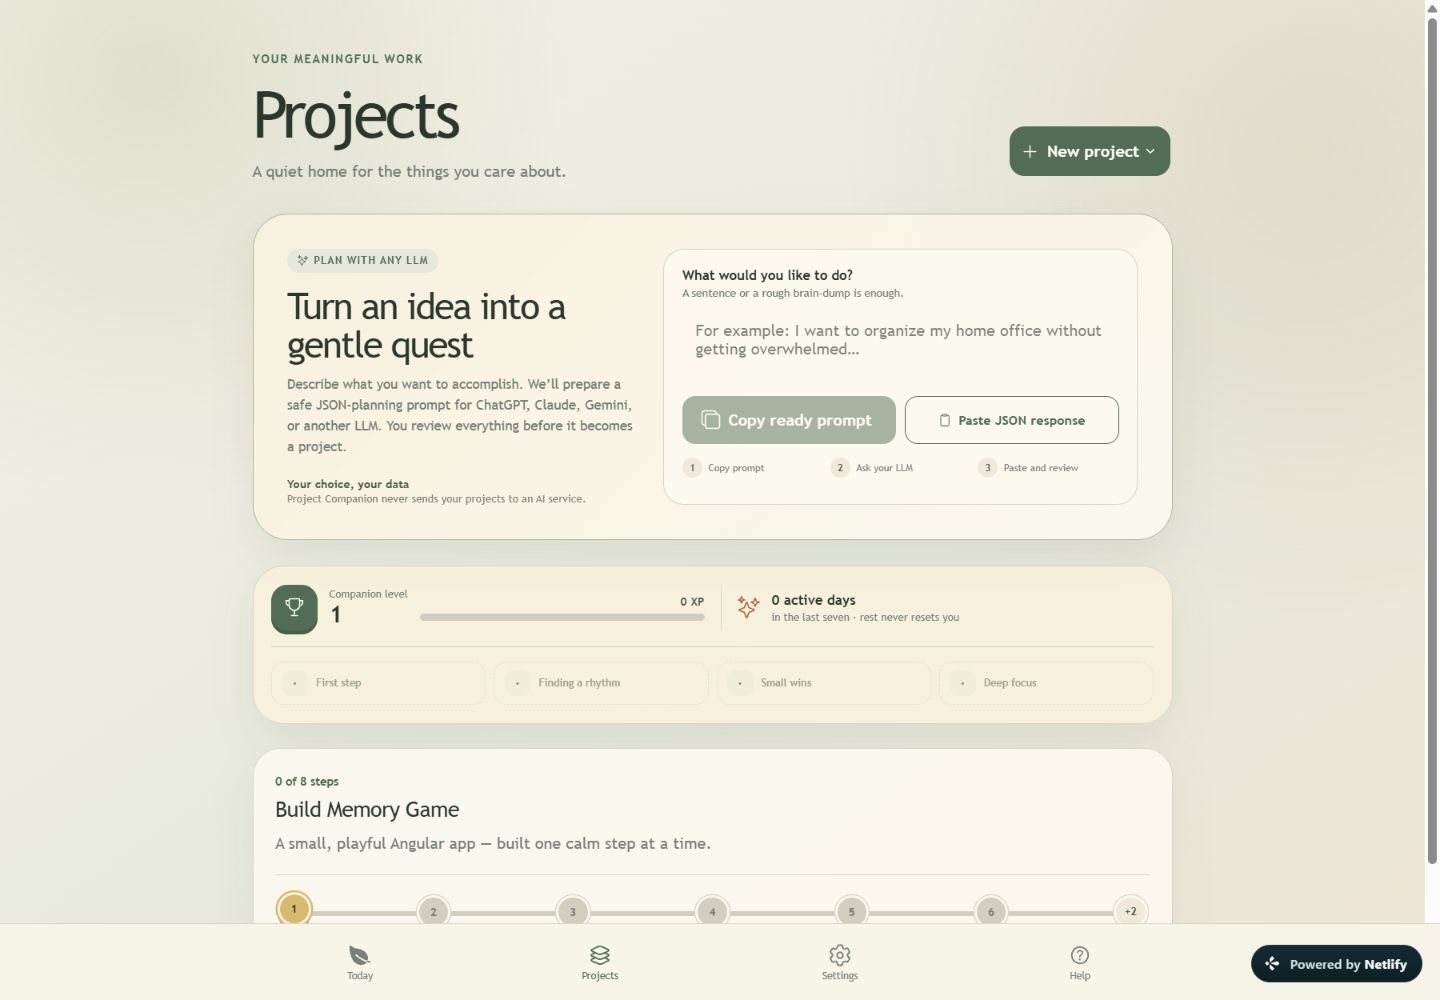 YOUR MEANINGFUL WORK
Projects
A quiet home for the things you care about.
New project
PLAN WITH ANY LLM
Turn an idea into a
gentle quest
Describe what you want to accomplish. We’ll prepare a
safe JSON-planning prompt for ChatGPT, Claude, Gemini,
or another LLM. You review everything before it becomes
a project.
Your choice, your data
Project Companion never sends your projects to an AI service.
What would you like to do?
A sentence or a rough brain-dump is enough.
For example: I want to organize my home office without
getting overwhelmed…
Copy ready prompt
Paste JSON response
1 Copy prompt
2 Ask your LLM
3 Paste and review
Companion level
1
0 XP
0 active days
in the last seven · rest never resets you
First step
Finding a rhythm
Small wins
Deep focus
0 of 8 steps
Build Memory Game
A small, playful Angular app — built one calm step at a time.
1 2 3 4 5 6 +2
Today
Projects
Settings
Help
Powered by Netlify